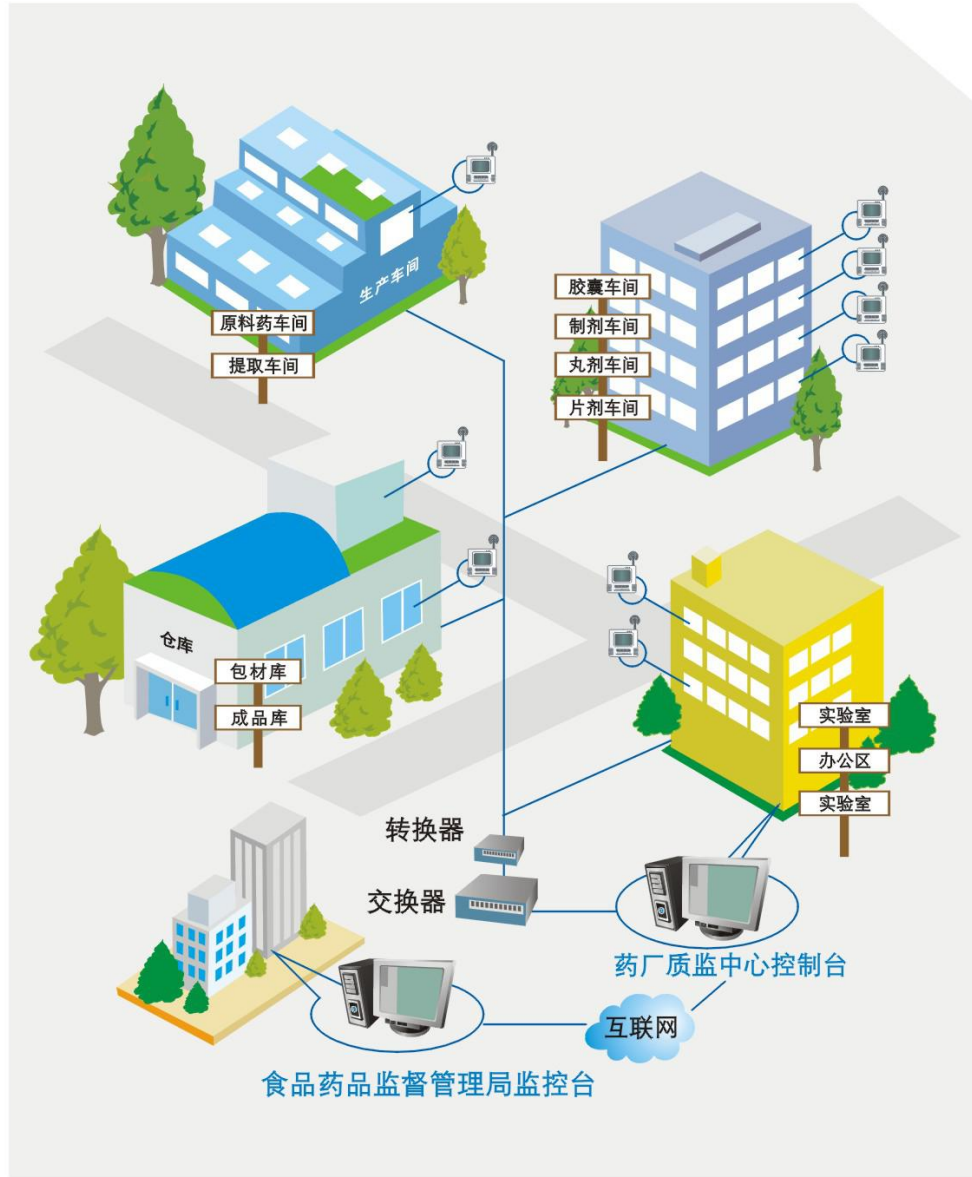 生产车间
原料药车间
提取车间
胶囊车间
制剂车间
丸剂车间
片剂车间
仓库
包材库
成品库
实验室
办公区
实验室
转换器
交换器
药厂质监中心控制台
互联网
食品药品监督管理局监控台